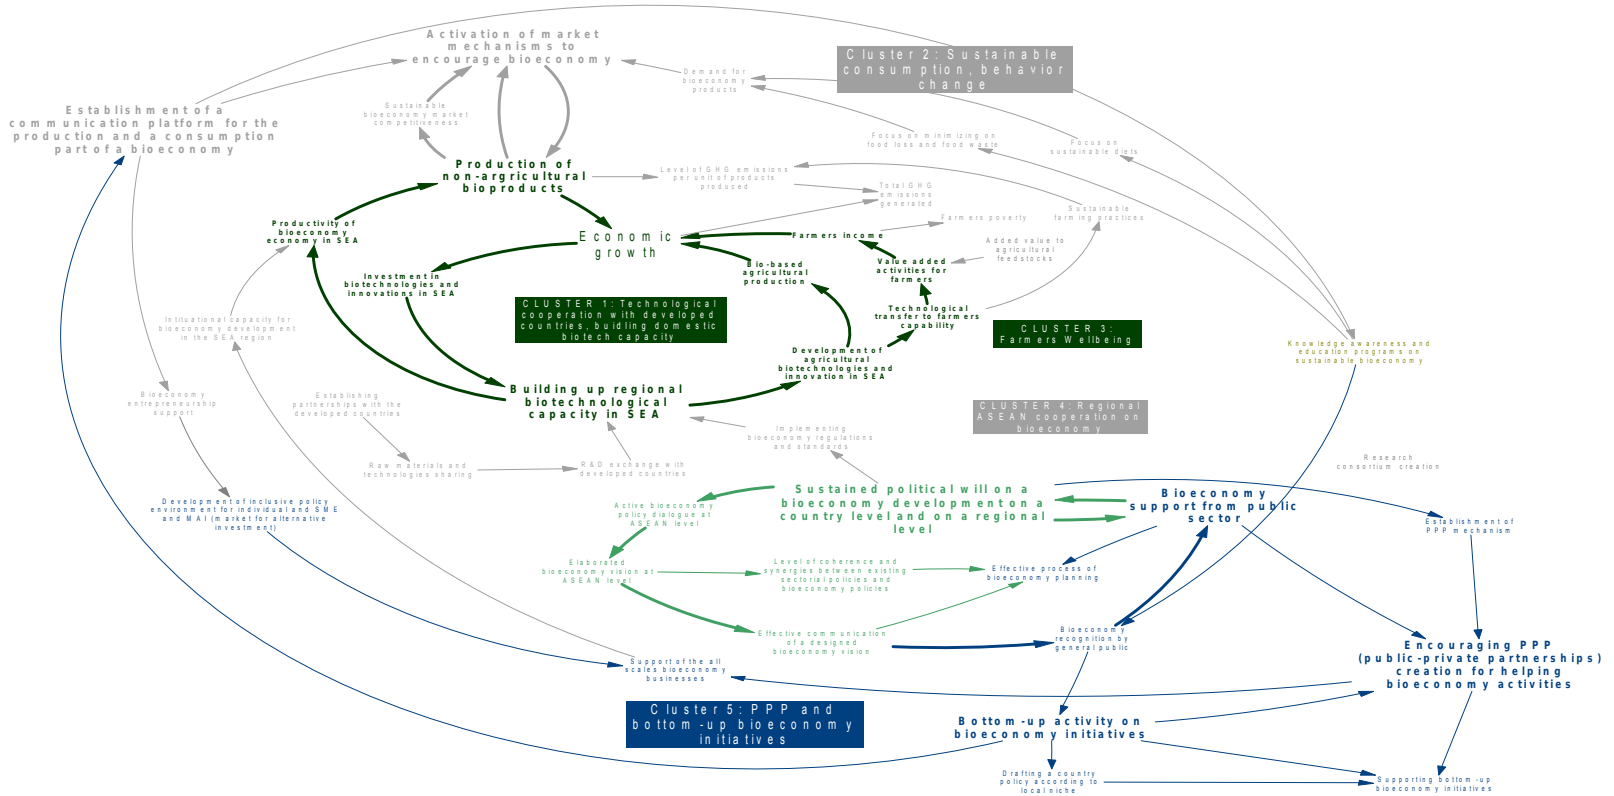 Activation of market
mechanisms to
encourage bioeconomy
Cluster 2: Sustainable
consumption, behavior
change
Demand for
bioeconomy
products
Establishment of a
communication platform for the
production and a consumption
part of a bioeconomy
Sustainable
bioeconomy market
competitiveness
Focus on minimizing on
food loss and food waste
Focus on
sustainable diets
Production of
non-argricultural
bioproducts
Level of GHG emissions
per unit of products
produced
Total GHG
emissions
generated
Sustainable
farming practices
Farmers poverty
Productivity of
bioeconomy
economy in SEA
Economic
growth
Farmers income
Added value to
agricultural
feedstocks
Investment in
biotechnologies and
innovations in SEA
Bio-based
agricultural
production
Value added
activities for
farmers
CLUSTER 1: Technological
cooperation with developed
countries, buidling domestic
biotech capacity
Technological
transfer to farmers
capability
CLUSTER 3:
Farmers Wellbeing
Intituational capacity for
bioeconomy development
in the SEA region
Knowledge awareness and
education programs on
sustainable bioeconomy
Development of
agricultural
biotechnologies and
innovation in SEA
Building up regional
biotechnological
capacity in SEA
Bioeconomy
entrepreneurship
support
Establishing
partnerships with the
developed countries
CLUSTER 4: Regional
ASEAN cooperation on
bioeconomy
Implementing
bioeconomy regulations
and standards
Raw materials and
technologies sharing
R&D exchange with
developed countries
Research
consortium creation
Development of inclusive policy
environment for individual and SME
and MAI (market for alternative
investment)
Active bioeconomy
policy dialogue at
ASEAN level
Sustained political will on a
bioeconomy development on a
country level and on a regional
level
Bioeconomy
support from public
sector
Establishment of
PPP mechanism
Elaborated
bioeconomy vision at
ASEAN level
Level of coherence and
synergies between existing
sectorial policies and
bioeconomy policies
Effective process of
bioeconomy planning
Effective communication
of a designed
bioeconomy vision
Bioeconomy
recognition by
general public
Encouraging PPP
(public-private partnerships)
creation for helping
bioeconomy activities
Support of the all
scales bioeconomy
businesses
Cluster 5: PPP and
bottom-up bioeconomy
initiatives
Bottom-up activity on
bioeconomy initiatives
Drafting a country
policy according to
local niche
Supporting bottom-up
bioeconomy initiatives